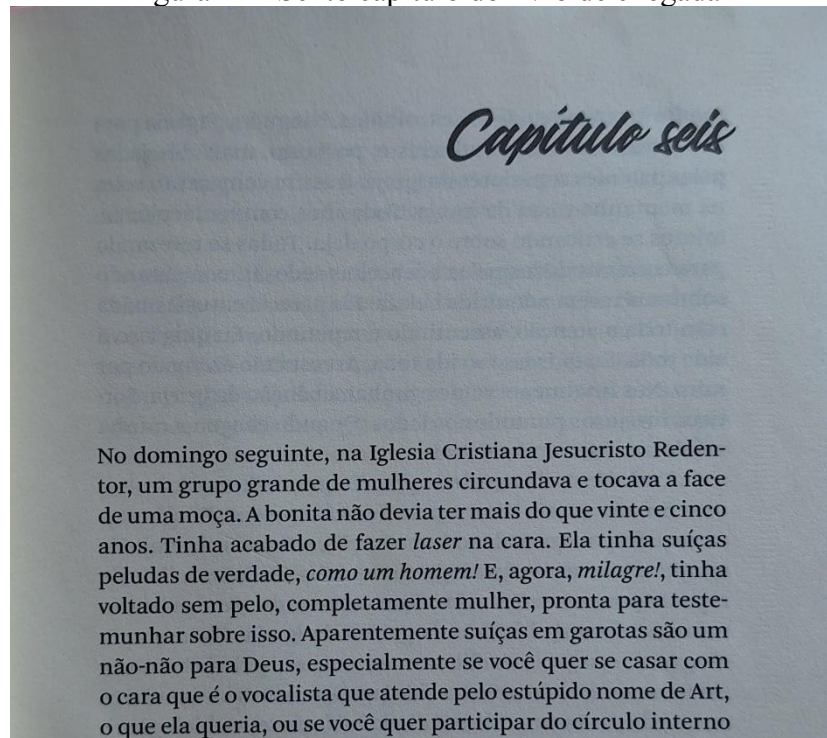 Capítulo seis
No domingo seguinte, na Iglesia Cristiana Jesucristo Reden-
tor, um grupo grande de mulheres circundava e tocava a face
de uma moça. A bonita não devia ter mais do que vinte e cinco
anos. Tinha acabado de fazer laser na cara. Ela tinha suíças
peludas de verdade, como um homem! E, agora, milagre!, tinha
voltado sem pelo, completamente mulher, pronta para teste-
munhar sobre isso. Aparentemente suíças em garotas são um
não-não para Deus, especialmente se você quer se casar com
o cara que é o vocalista que atende pelo estúpido nome de Art,
o que ela queria, ou se você quer participar do círculo interno